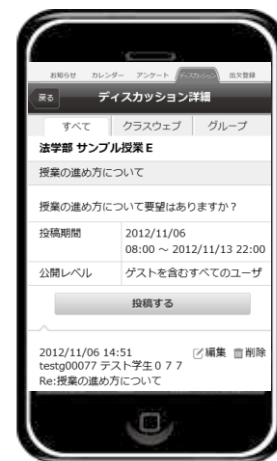 お知らせ カレンダー アンケート ディスカッション 出欠登録
戻る ディスカッション詳細
すべて クラスウェブ グループ
法学部 サンプル授業E
授業の進め方について
授業の進め方について要望はありますか？
投稿期間 2012/11/06
08:00 ～ 2012/11/13 22:00
公開レベル ゲストを含むすべてのユーザ
投稿する
2012/11/06 14:51 編集 削除
testg00077 テスト学生０７７
Re:授業の進め方について